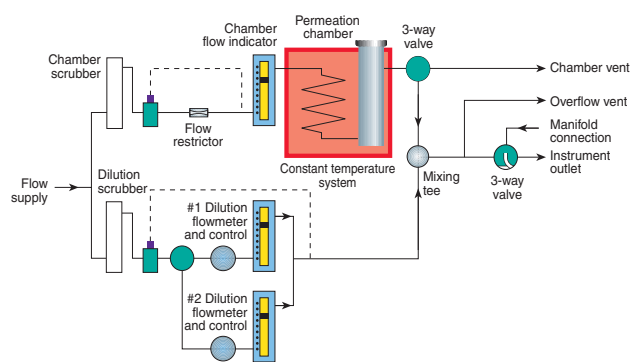 Permeation
chamber
Chamber
flow indicator
3-way
valve
Chamber
scrubber
Chamber vent
Overflow vent
Flow
restrictor
Manifold
connection
Constant temperature
system
Mixing
tee
Instrument
outlet
3-way
valve
Dilution
scrubber
Flow
supply
#1 Dilution
flowmeter
and control
#2 Dilution
flowmeter
and control